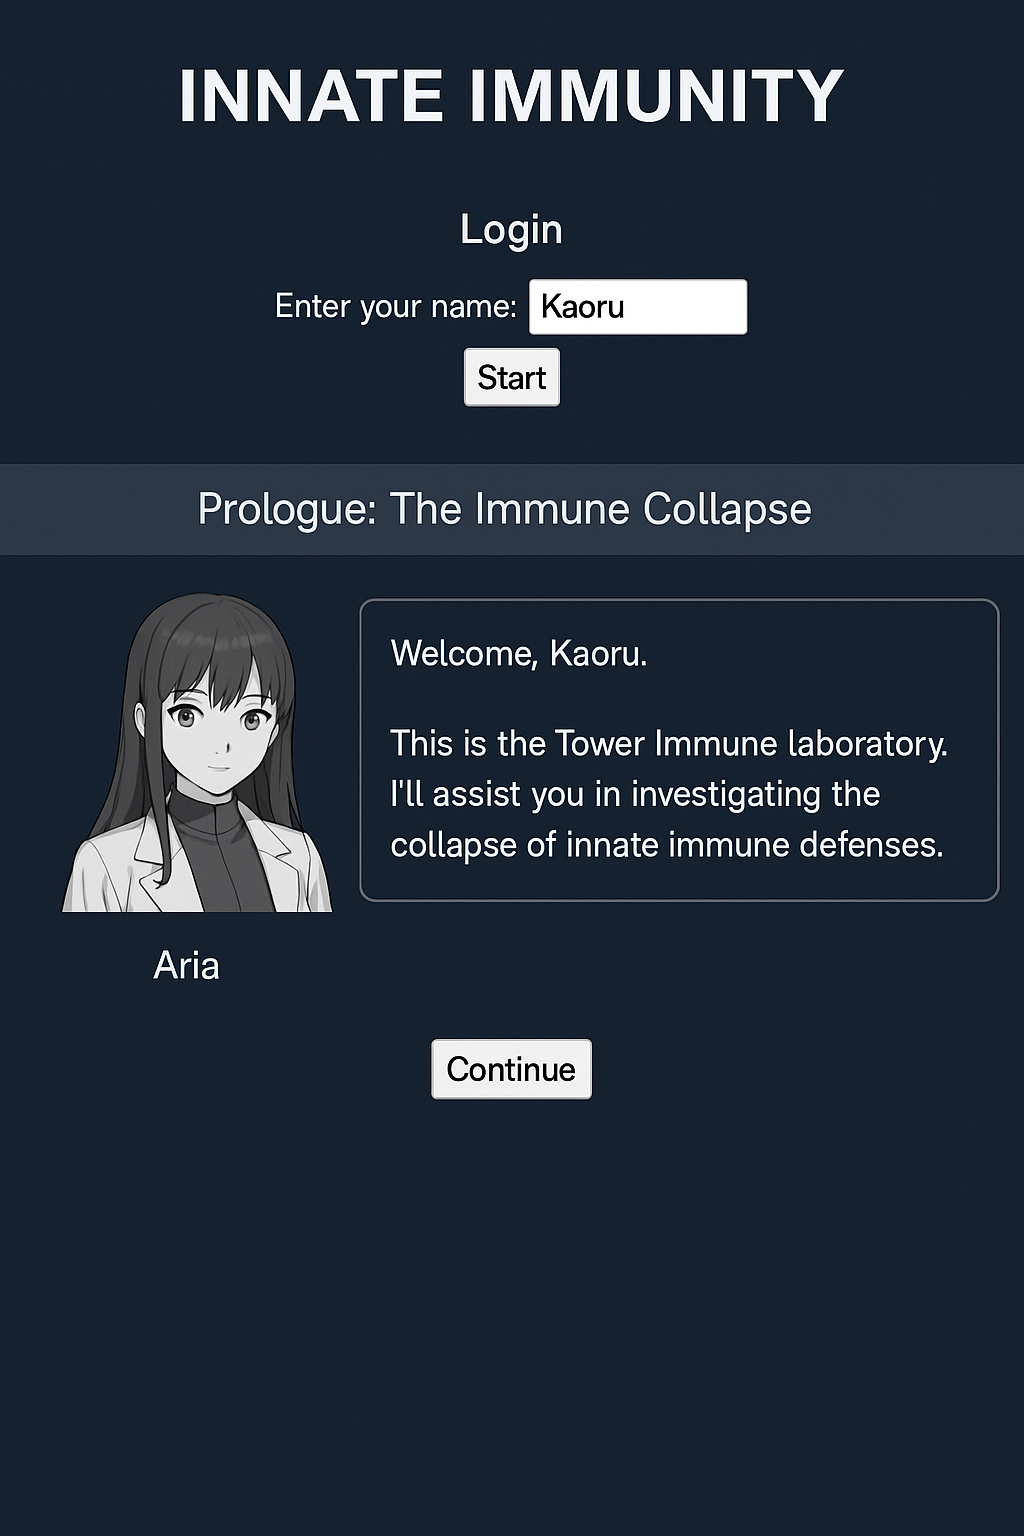 INNATE IMMUNITY
Login
Enter your name: Kaoru
Start
Prologue: The Immune Collapse
Welcome, Kaoru.
This is the Tower Immune laboratory.
I'll assist you in investigating the
collapse of innate immune defenses.
Aria
Continue